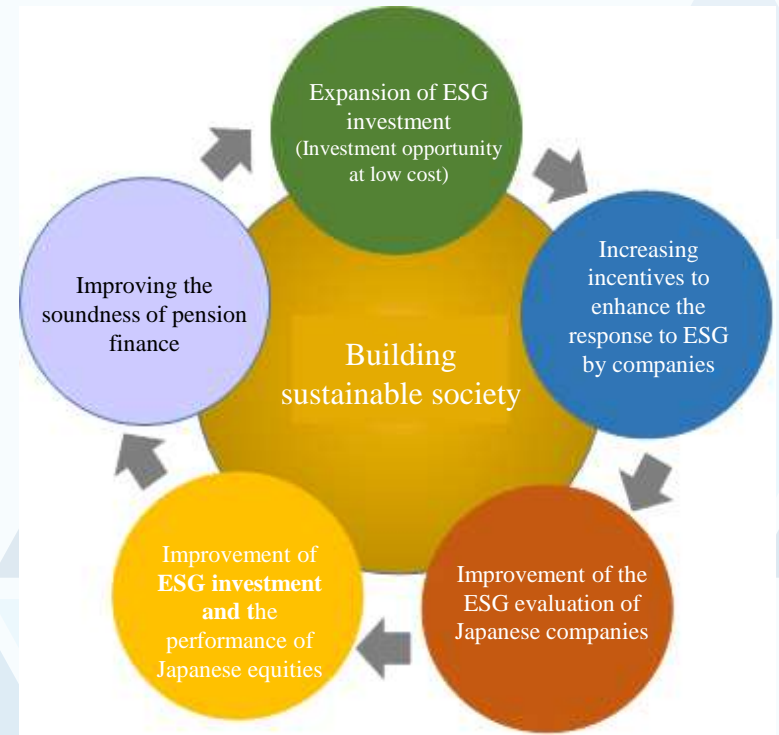 Expansion of ESG
investment
(Investment opportunity
at low cost)
Increasing
incentives to
enhance the
response to ESG
by companies
Improvement of the
ESG evaluation of
Japanese companies
Improvement of
ESG investment
and the
performance of
Japanese equities
Improving the
soundness of pension
finance
Building
sustainable society